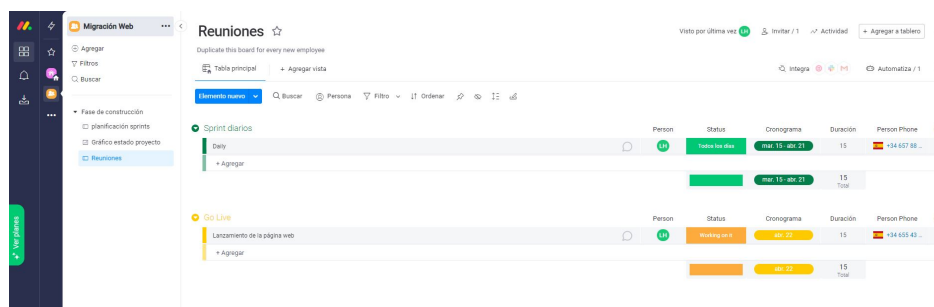 Migración Web
Agregar
Filtros
Buscar
Fase de construcción
planificación sprints
Gráfico estado proyecto
Reuniones
Ver planes
Reuniones
Visto por última vez LH Invitar / 1 Actividad + Agregar a tablero
Duplicate this board for every new employee
Tabla principal + Agregar vista
Integra Automatiza / 1
Elemento nuevo Buscar Persona Filtro Ordenar
Sprint diarios Person Status Cronograma Duración Person Phone
Daily LH Todos los días mar. 15 - abr. 21 15 +34 657 88 ...
+ Agregar
mar. 15 - abr. 21 15
Total
Go Live Person Status Cronograma Duración Person Phone
Lanzamiento de la página web LH Working on it abr. 22 15 +34 655 43 ...
+ Agregar
abr. 22 15
Total